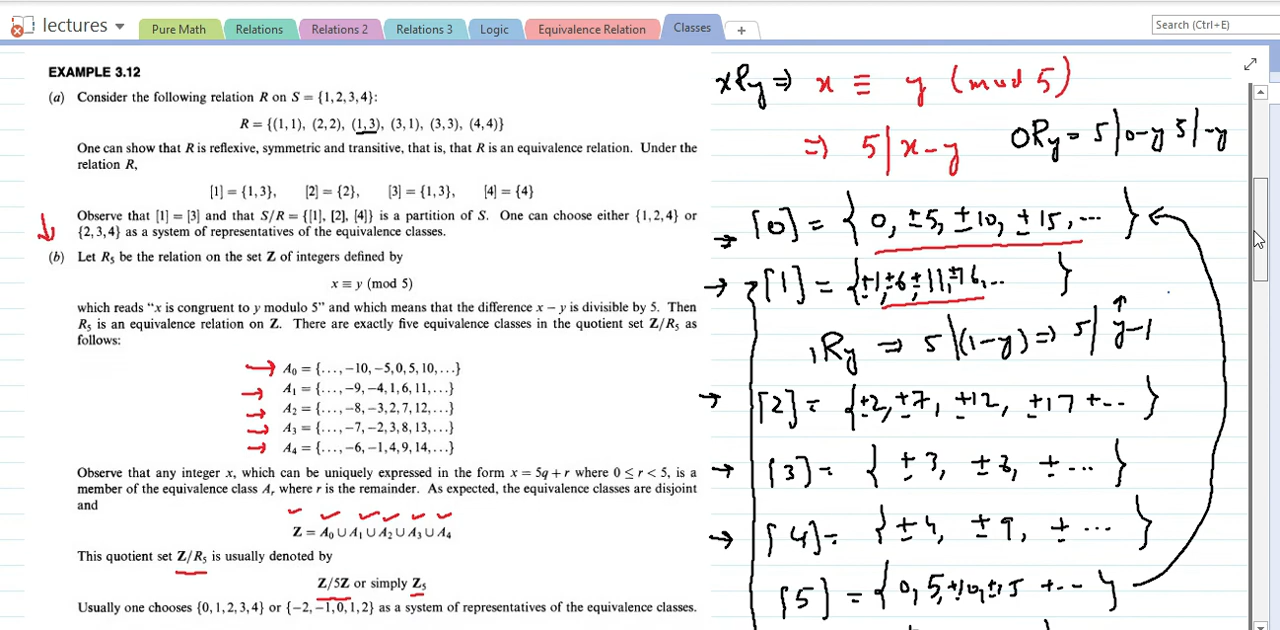 lectures
Pure Math Relations Relations 2 Relations 3 Logic Equivalence Relation Classes +
Search (Ctrl+E)
EXAMPLE 3.12
(a) Consider the following relation R on S = {1, 2, 3, 4}:
R = {(1, 1), (2, 2), (1, 3), (3, 1), (3, 3), (4, 4)}
One can show that R is reflexive, symmetric and transitive, that is, that R is an equivalence relation. Under the
relation R,
[1] = {1, 3}, [2] = {2}, [3] = {1, 3}, [4] = {4}
Observe that [1] = [3] and that S/R = {[1], [2], [4]} is a partition of S. One can choose either {1, 2, 4} or
{2, 3, 4} as a system of representatives of the equivalence classes.
(b) Let R₅ be the relation on the set Z of integers defined by
x ≡ y (mod 5)
which reads “x is congruent to y modulo 5” and which means that the difference x − y is divisible by 5. Then
R₅ is an equivalence relation on Z. There are exactly five equivalence classes in the quotient set Z/R₅ as
follows:
A₀ = {..., −10, −5, 0, 5, 10, ...}
A₁ = {..., −9, −4, 1, 6, 11, ...}
A₂ = {..., −8, −3, 2, 7, 12, ...}
A₃ = {..., −7, −2, 3, 8, 13, ...}
A₄ = {..., −6, −1, 4, 9, 14, ...}
Observe that any integer x, which can be uniquely expressed in the form x = 5q + r where 0 ≤ r < 5, is a
member of the equivalence class Aᵣ where r is the remainder. As expected, the equivalence classes are disjoint
and
Z = A₀ ∪ A₁ ∪ A₂ ∪ A₃ ∪ A₄
This quotient set Z/R₅ is usually denoted by
Z/5Z or simply Z₅
Usually one chooses {0, 1, 2, 3, 4} or {−2, −1, 0, 1, 2} as a system of representatives of the equivalence classes.
xRy ⇒ x ≡ y (mod 5)
⇒ 5 | x − y 0Ry = 5 | 0 − y 5 | −y
→ [0] = { 0, ±5, ±10, ±15, ... }
→ [1] = { ±1, ±6, ±11, ±16, ... }
1Ry ⇒ 5 | (1 − y) ⇒ 5 | y − 1
→ [2] = { ±2, ±7, ±12, ±17 ± ... }
→ [3] = { ±3, ±8, ± ... }
→ [4] = { ±4, ±9, ± ... }
[5] = { 0, 5, ±10, ±15 ± ... }